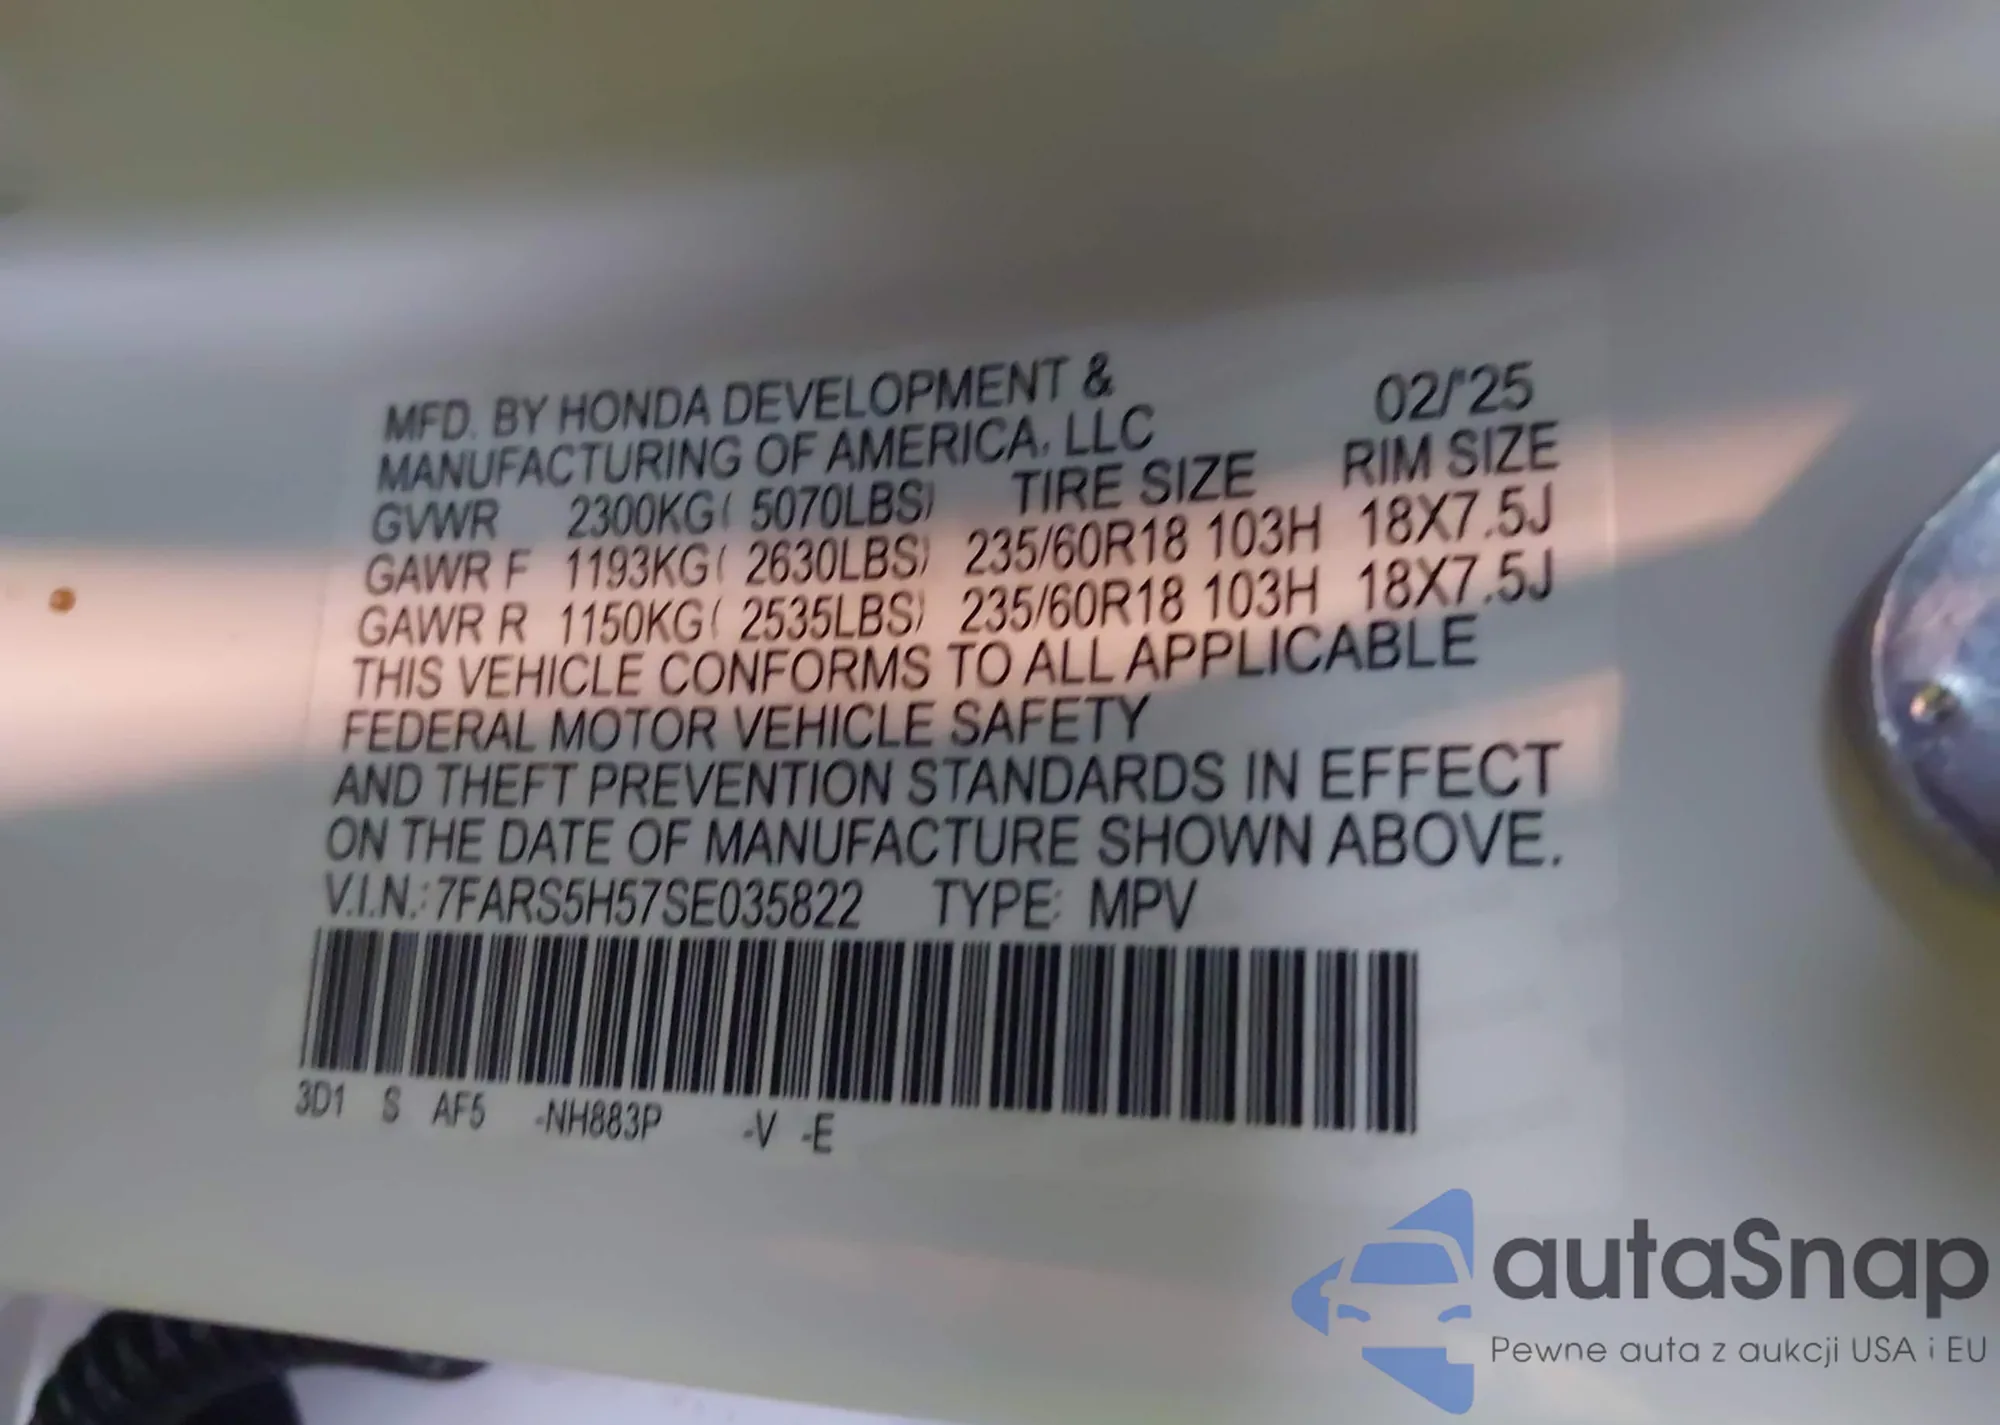 MFD. BY HONDA DEVELOPMENT &
MANUFACTURING OF AMERICA, LLC 02/'25
GVWR 2300KG( 5070LBS) TIRE SIZE RIM SIZE
GAWR F 1193KG( 2630LBS) 235/60R18 103H 18X7.5J
GAWR R 1150KG( 2535LBS) 235/60R18 103H 18X7.5J
THIS VEHICLE CONFORMS TO ALL APPLICABLE
FEDERAL MOTOR VEHICLE SAFETY
AND THEFT PREVENTION STANDARDS IN EFFECT
ON THE DATE OF MANUFACTURE SHOWN ABOVE.
V.I.N.:7FARS5H57SE035822 TYPE: MPV
3D1 S AF5 -NH883P -V -E
autaSnap
Pewne auta z aukcji USA i EU